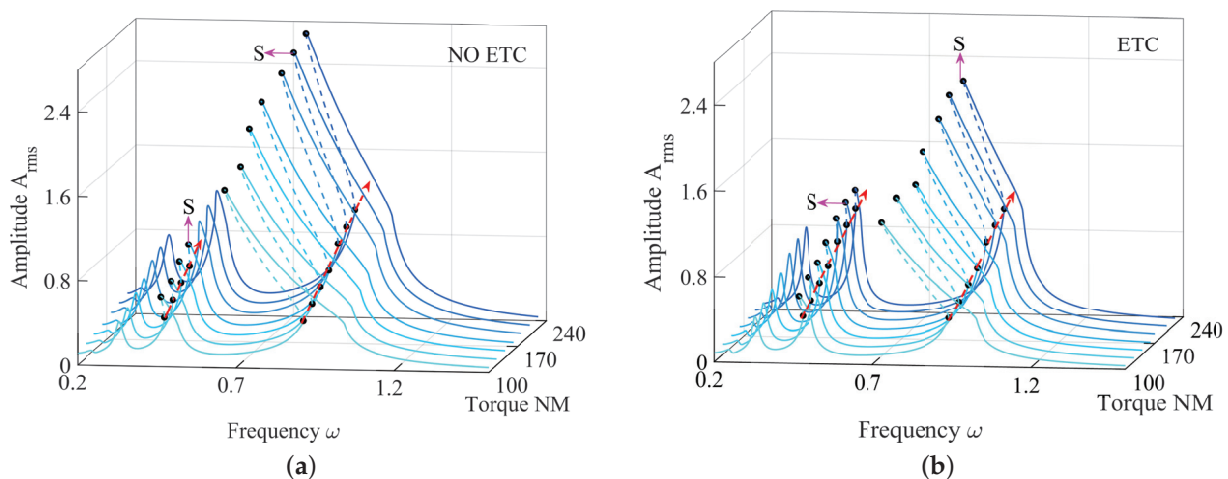 NO ETC
S
S
Amplitude A_rms
2.4
1.6
0.8
0
0.2
0.7
1.2
100
170
240
Torque NM
Frequency ω
(a)
ETC
S
S
Amplitude A_rms
2.4
1.6
0.8
0
0.2
0.7
1.2
100
170
240
Torque NM
Frequency ω
(b)